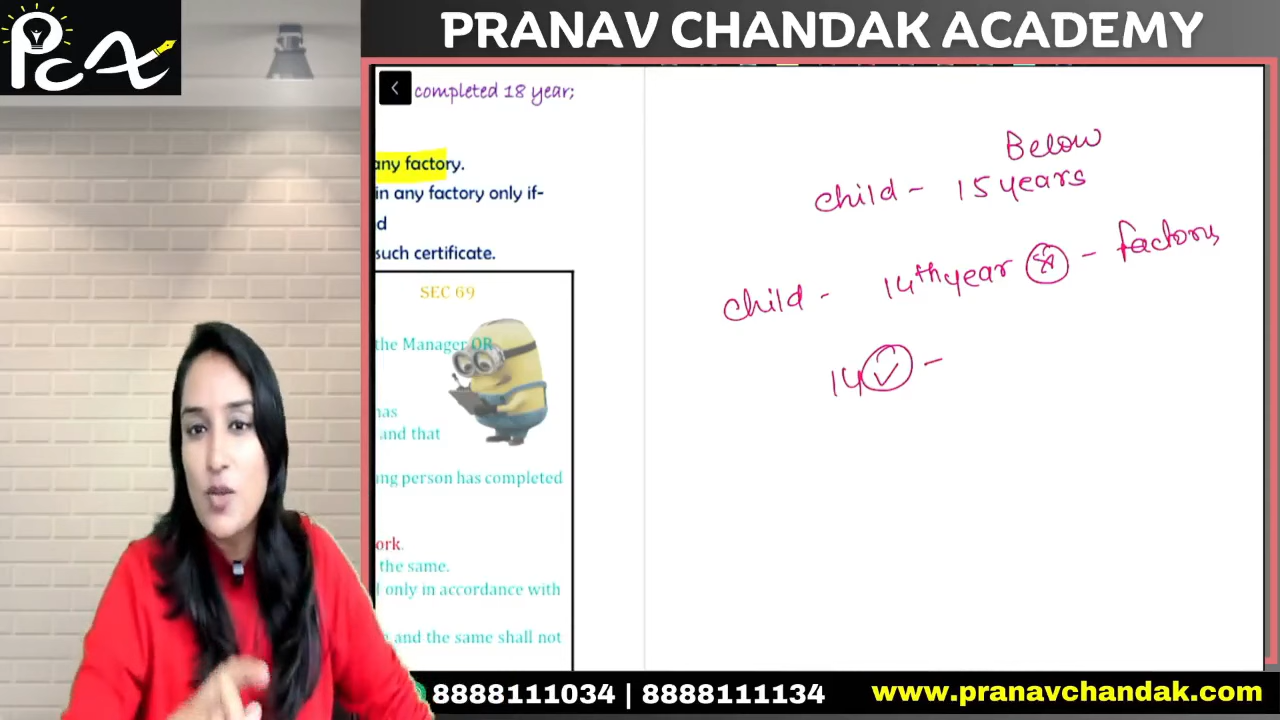 PCA
PRANAV CHANDAK ACADEMY
completed 18 year;
any factory.
in any factory only if-
d
such certificate.
SEC 69
the Manager OR
has
and that
ung person has completed
ork.
the same.
l only in accordance with
and the same shall not
Below
child - 15 years
child - 14th year - factory
14 -
8888111034 | 8888111134
www.pranavchandak.com